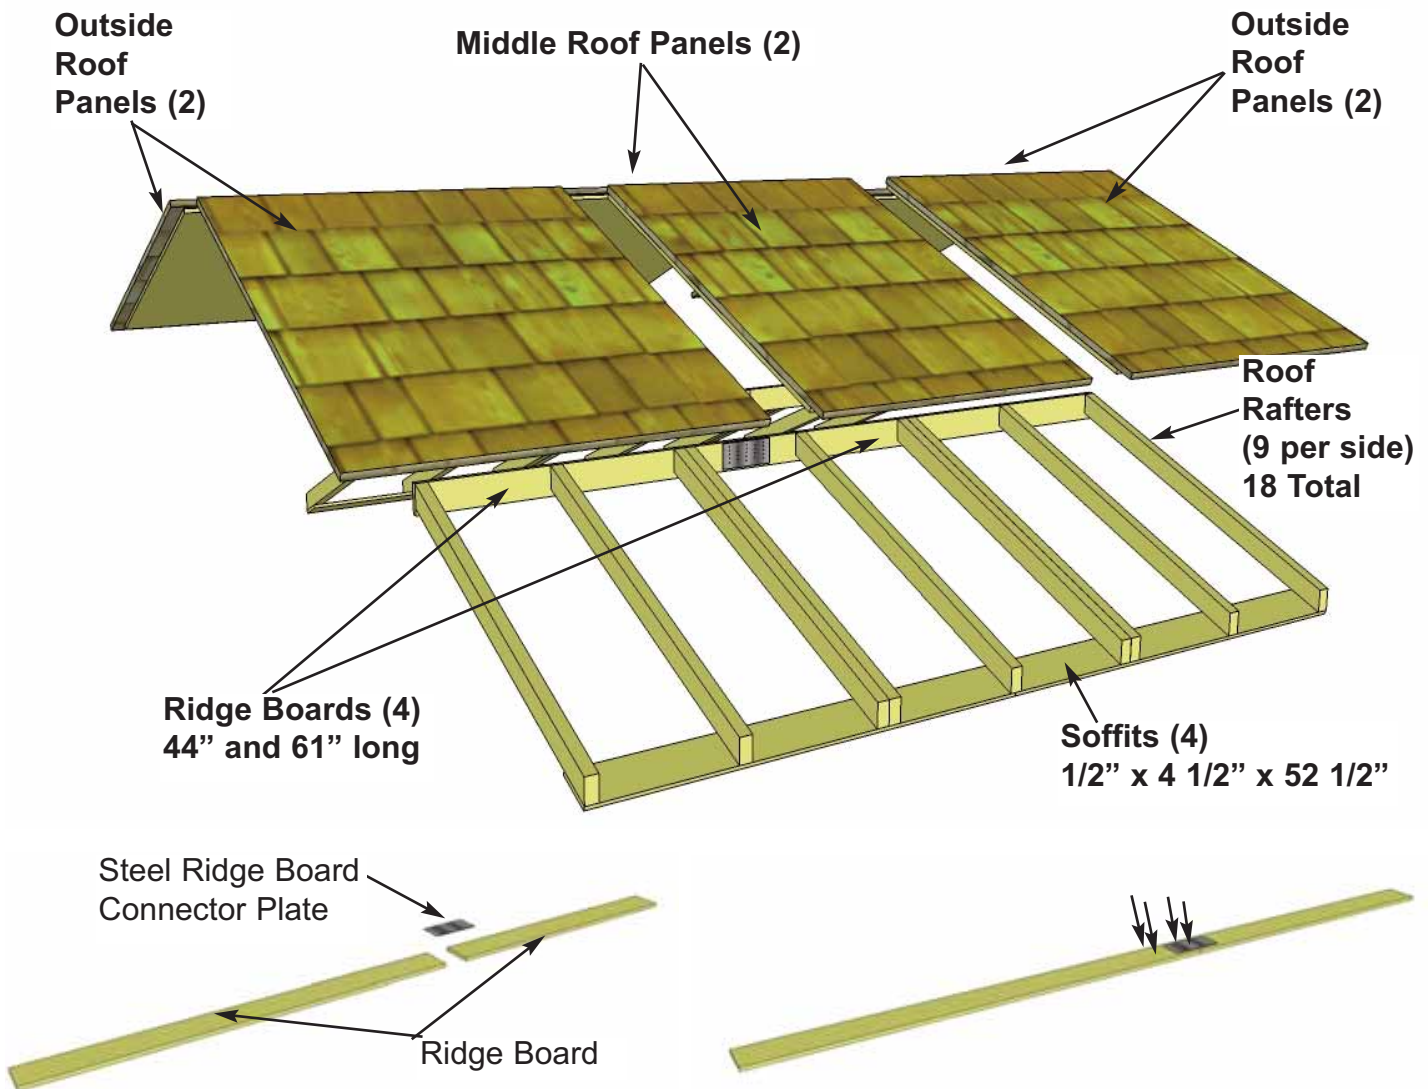 Outside
Roof
Panels (2)
Middle Roof Panels (2)
Outside
Roof
Panels (2)
Roof
Rafters
(9 per side)
18 Total
Ridge Boards (4)
44” and 61” long
Soffits (4)
1/2” x 4 1/2” x 52 1/2”
Steel Ridge Board
Connector Plate
Ridge Board